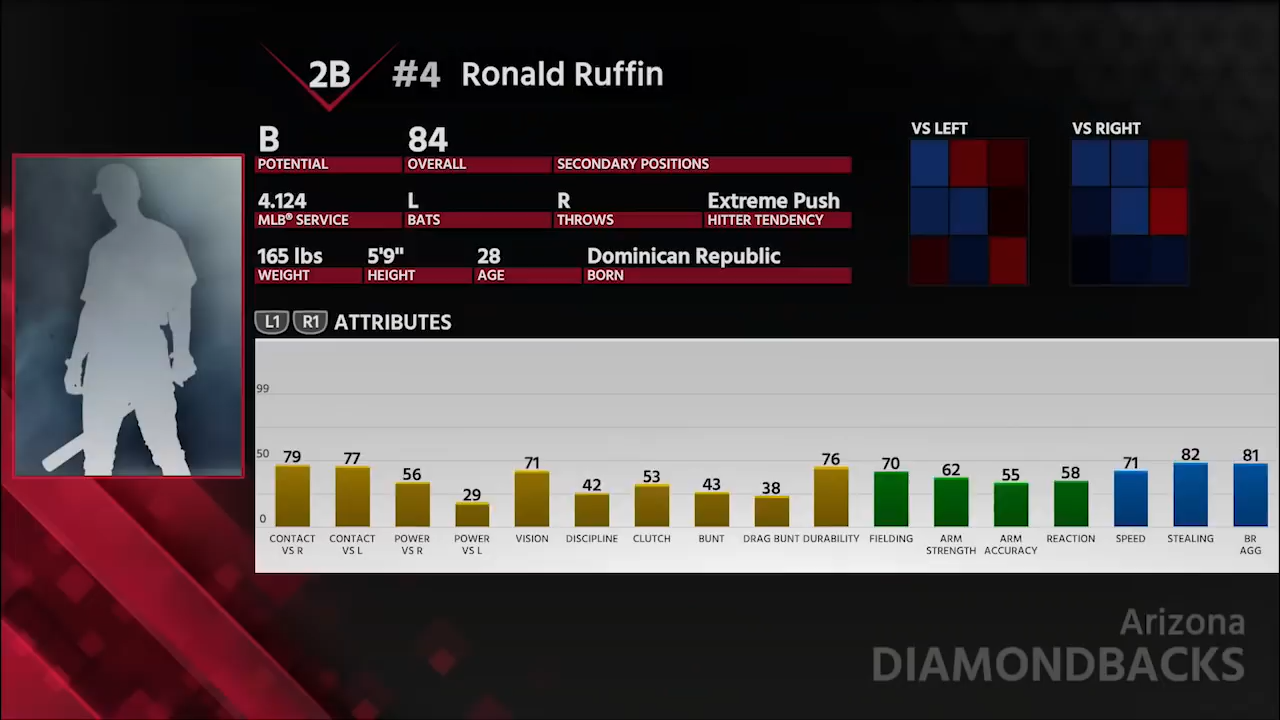 2B #4 Ronald Ruffin
B 84
POTENTIAL OVERALL SECONDARY POSITIONS
4.124 L R Extreme Push
MLB® SERVICE BATS THROWS HITTER TENDENCY
165 lbs 5'9" 28 Dominican Republic
WEIGHT HEIGHT AGE BORN
VS LEFT VS RIGHT
L1 R1 ATTRIBUTES
99
50
0
79 77 56 29 71 42 53 43 38 76 70 62 55 58 71 82 81
CONTACT VS R
CONTACT VS L
POWER VS R
POWER VS L
VISION
DISCIPLINE
CLUTCH
BUNT
DRAG BUNT
DURABILITY
FIELDING
ARM STRENGTH
ARM ACCURACY
REACTION
SPEED
STEALING
BR AGG
Arizona
DIAMONDBACKS